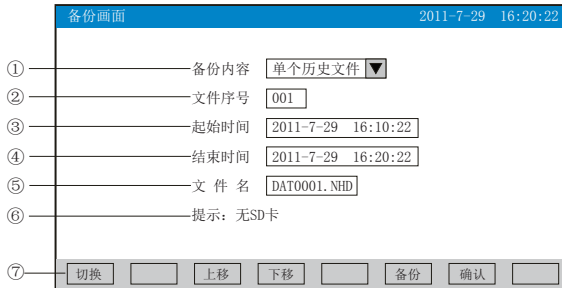 备份画面 2011-7-29 16:20:22
① 备份内容 单个历史文件
② 文件序号 001
③ 起始时间 2011-7-29 16:10:22
④ 结束时间 2011-7-29 16:20:22
⑤ 文 件 名 DAT0001.NHD
⑥ 提示：无SD卡
⑦ 切换 上移 下移 备份 确认